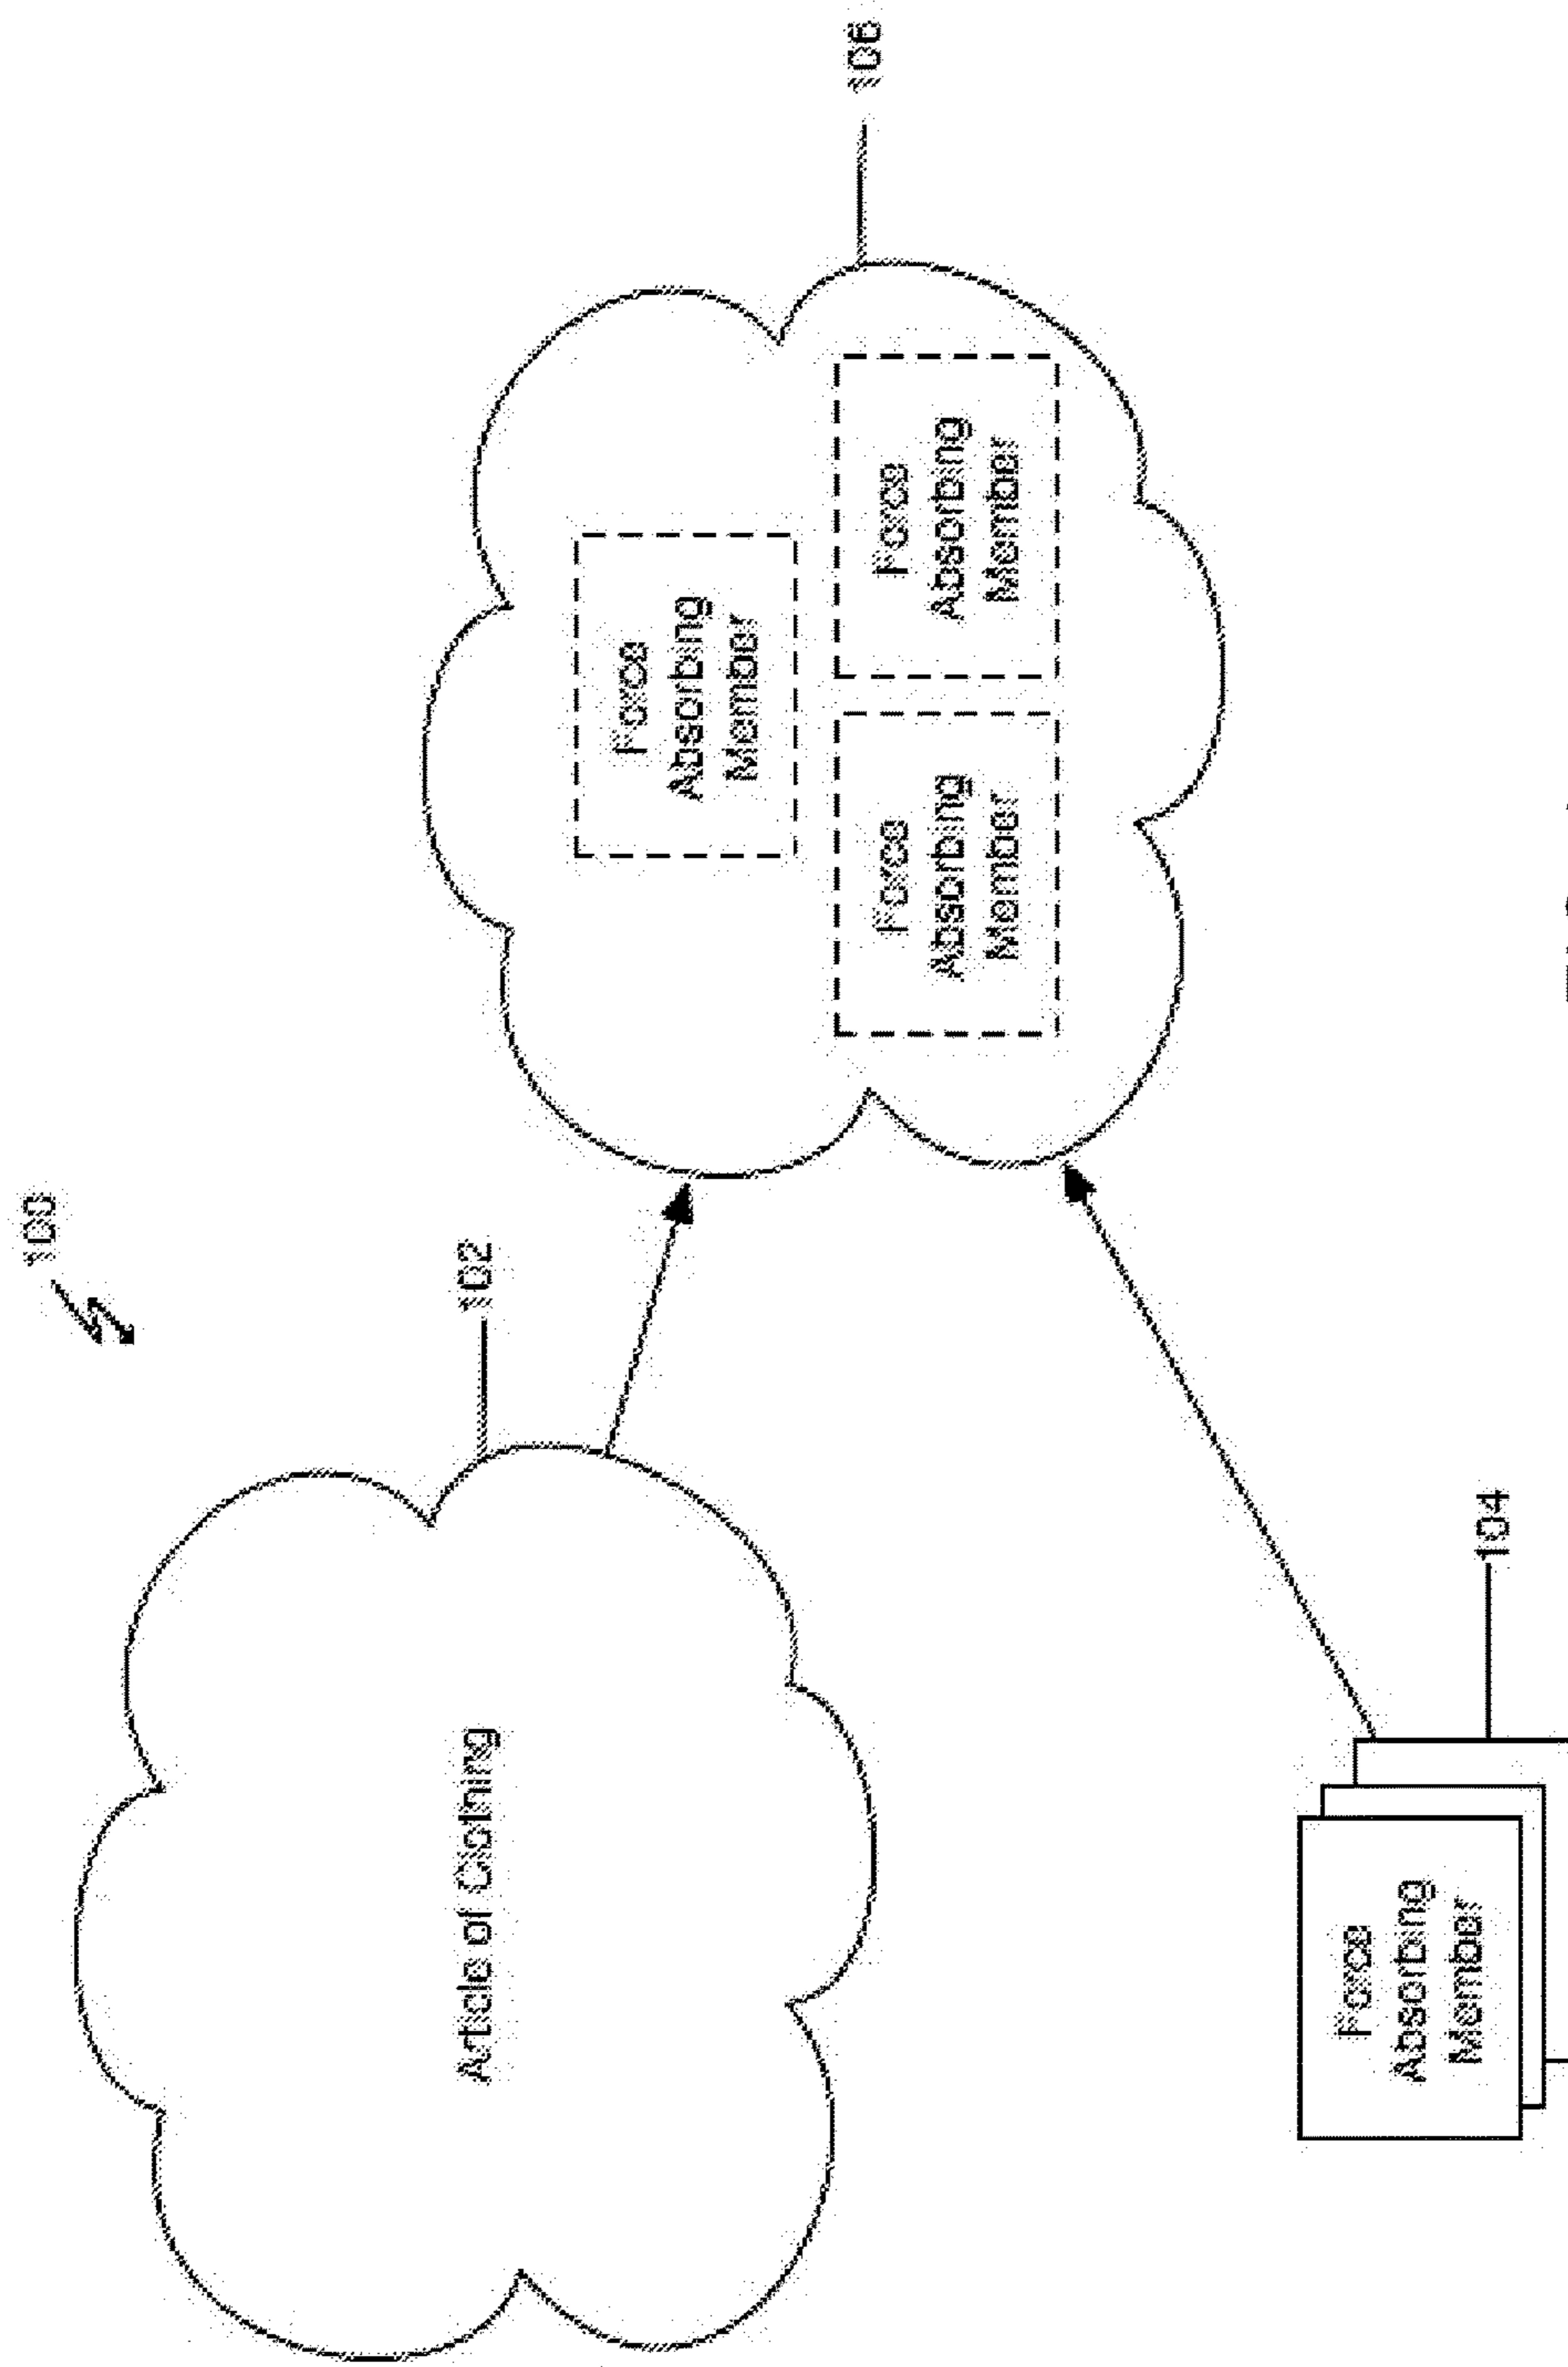 100
102
Article of Clothing
106
Force
Absorbing
Member
Force
Absorbing
Member
Force
Absorbing
Member
104
Force
Absorbing
Member